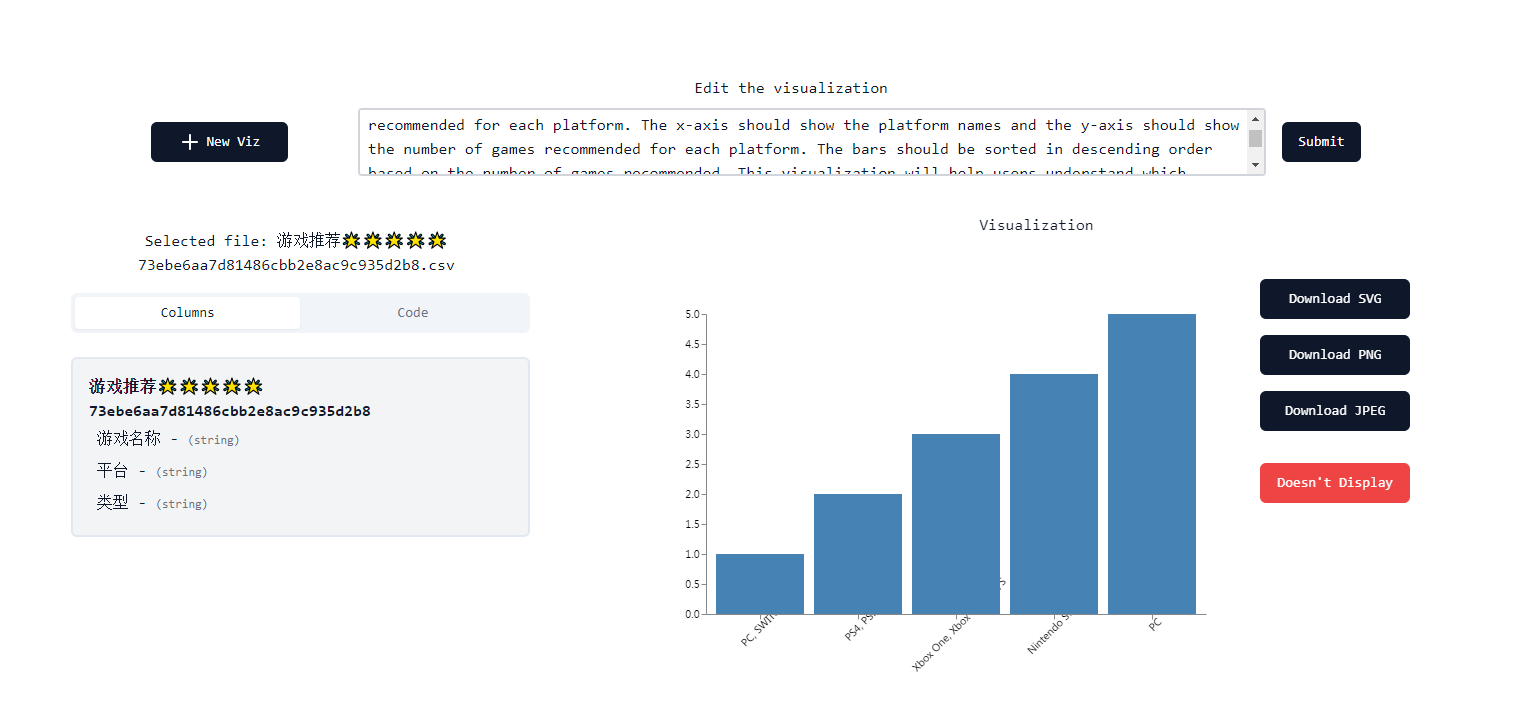 Edit the visualization
New Viz
recommended for each platform. The x-axis should show the platform names and the y-axis should show
the number of games recommended for each platform. The bars should be sorted in descending order
based on the number of games recommended. This visualization will help users understand which
Submit
Selected file: 游戏推荐🌟🌟🌟🌟🌟
73ebe6aa7d81486cbb2e8ac9c935d2b8.csv
Columns
Code
游戏推荐🌟🌟🌟🌟🌟
73ebe6aa7d81486cbb2e8ac9c935d2b8
游戏名称 - (string)
平台 - (string)
类型 - (string)
Visualization
5.0
4.5
4.0
3.5
3.0
2.5
2.0
1.5
1.0
0.5
0.0
PC,
PS4,
Xbox One, Xbox
Nintendo
PC
Download SVG
Download PNG
Download JPEG
Doesn't Display